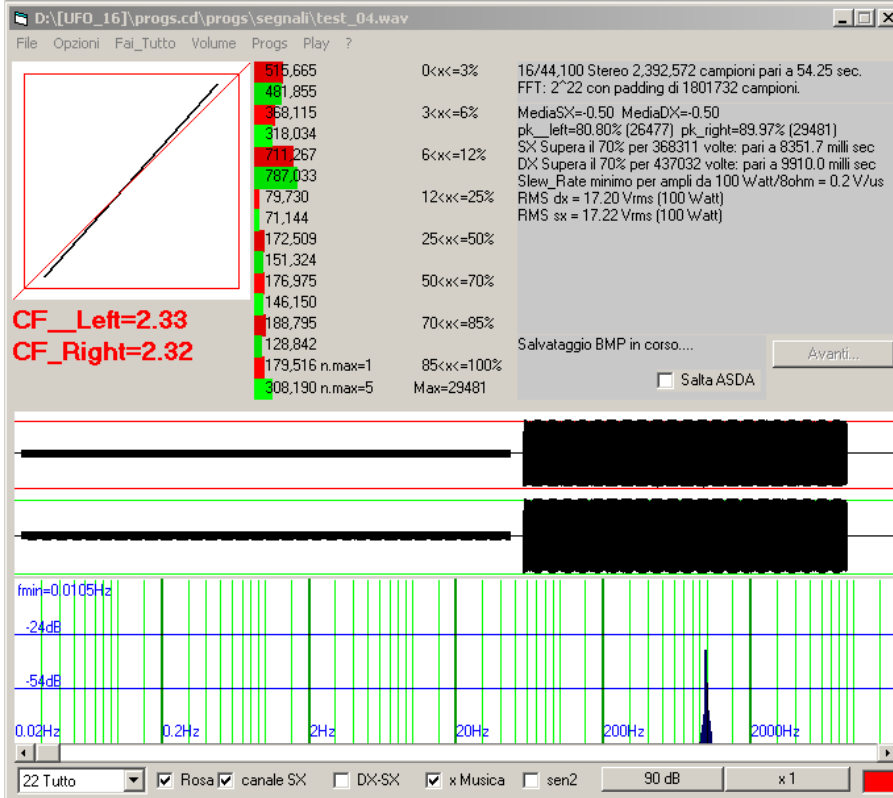 D:\[UFO_16]\progs.cd\progs\segnali\test_04.wav
File Opzioni Fai_Tutto Volume Progs Play ?
515,665 0<x<=3%
481,855
368,115 3<x<=6%
318,034
711,267 6<x<=12%
787,033
79,730 12<x<=25%
71,144
172,509 25<x<=50%
151,324
176,975 50<x<=70%
146,150
188,795 70<x<=85%
128,842
179,516 n.max=1 85<x<=100%
308,190 n.max=5 Max=29481
16/44,100 Stereo 2,392,572 campioni pari a 54.25 sec.
FFT: 2^22 con padding di 1801732 campioni.
MediaSX=-0.50 MediaDX=-0.50
pk__left=80.80% (26477) pk_right=89.97% (29481)
SX Supera il 70% per 368311 volte: pari a 8351.7 milli sec
DX Supera il 70% per 437032 volte: pari a 9910.0 milli sec
Slew_Rate minimo per ampli da 100 Watt/8ohm = 0.2 V/us
RMS dx = 17.20 Vrms (100 Watt)
RMS sx = 17.22 Vrms (100 Watt)
CF__Left=2.33
CF_Right=2.32
Salvataggio BMP in corso....
Avanti...
Salta ASDA
fmin=0.0105Hz
-24dB
-54dB
0.02Hz 0.2Hz 2Hz 20Hz 200Hz 2000Hz
22 Tutto Rosa canale SX DX-SX x Musica sen2 90 dB x 1